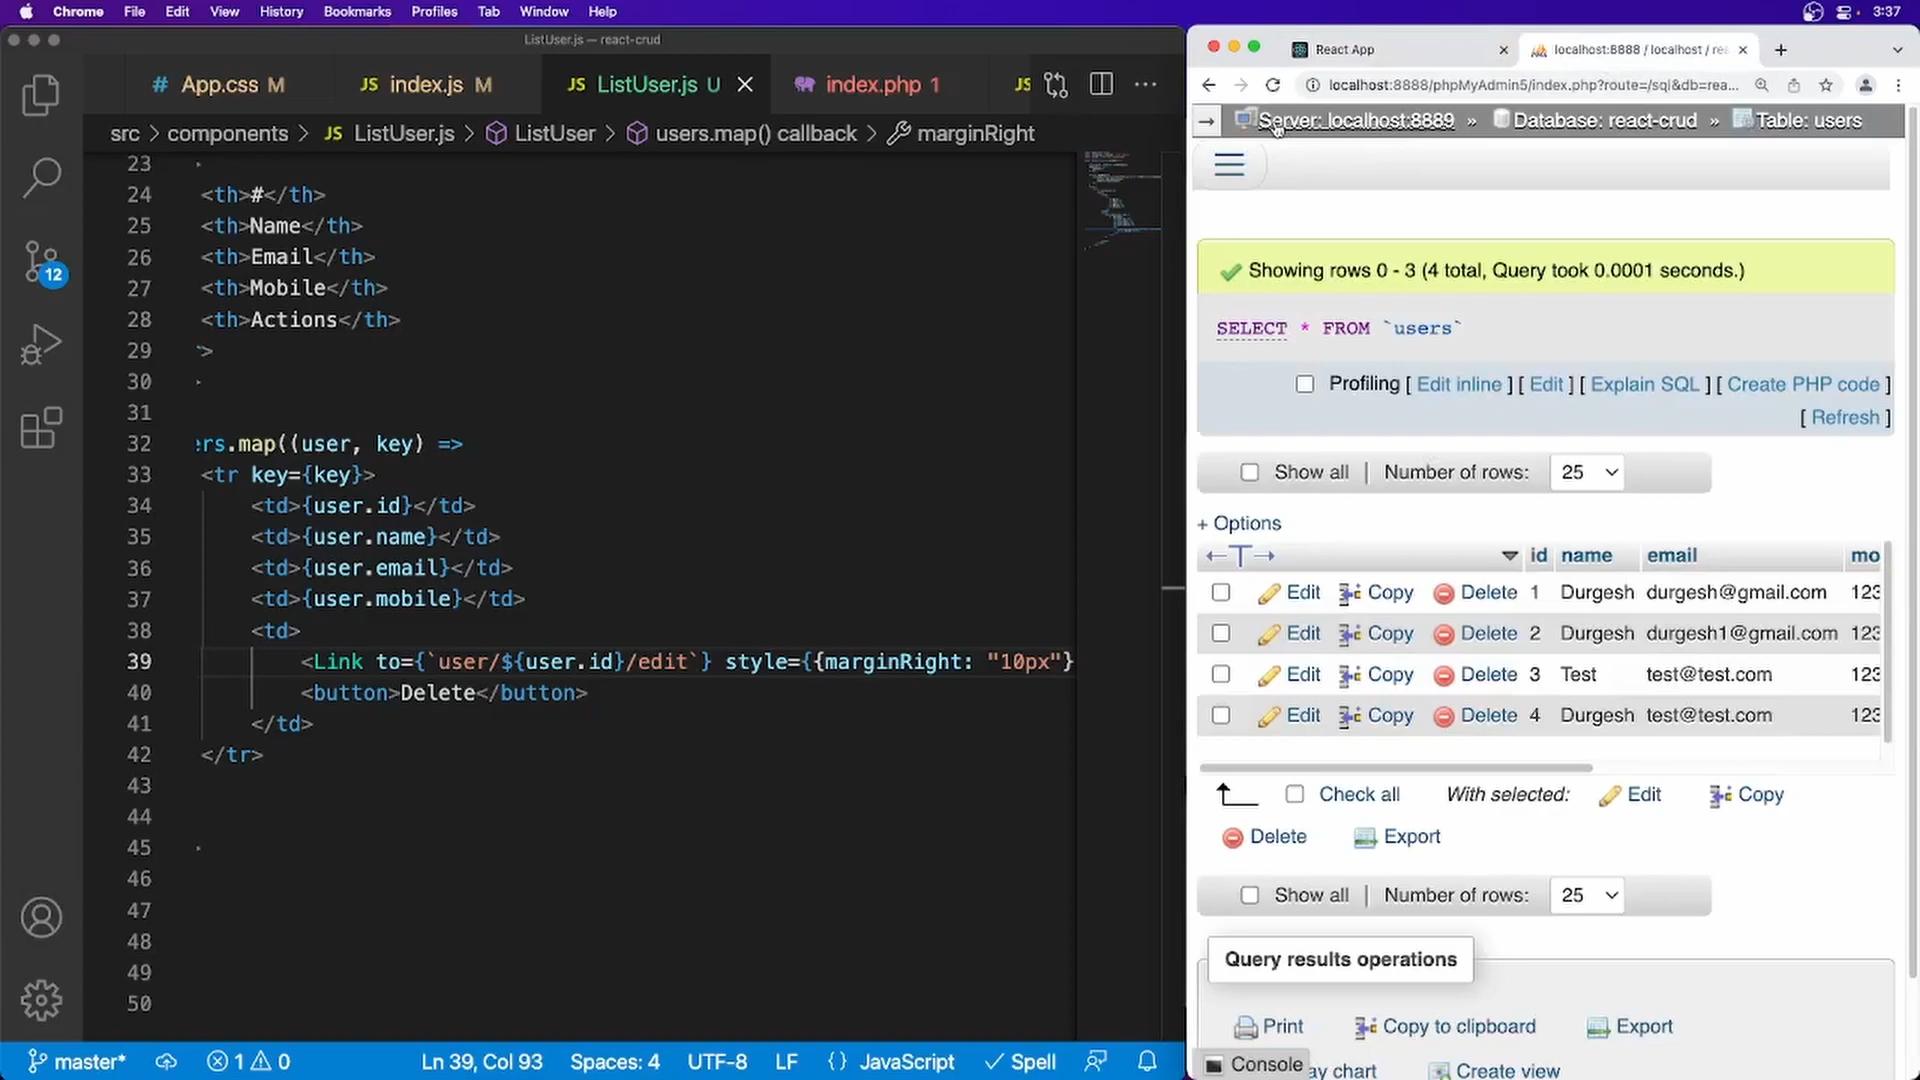 Chrome File Edit View History Bookmarks Profiles Tab Window Help 3:37
ListUser.js — react-crud
# App.css M JS index.js M JS ListUser.js U index.php 1 JS
src > components > JS ListUser.js > ListUser > users.map() callback > marginRight
23
24 <th>#</th>
25 <th>Name</th>
26 <th>Email</th>
27 <th>Mobile</th>
28 <th>Actions</th>
29 >
30
31
32 ers.map((user, key) =>
33 <tr key={key}>
34 <td>{user.id}</td>
35 <td>{user.name}</td>
36 <td>{user.email}</td>
37 <td>{user.mobile}</td>
38 <td>
39 <Link to={`user/${user.id}/edit`} style={{marginRight: "10px"}
40 <button>Delete</button>
41 </td>
42 </tr>
43
44
45
46
47
48
49
50
12
master* 1 0 Ln 39, Col 93 Spaces: 4 UTF-8 LF {} JavaScript Spell
React App localhost:8888 / localhost / rea
localhost:8888/phpMyAdmin5/index.php?route=/sql&db=rea...
Server: localhost:8889 » Database: react-crud » Table: users
Showing rows 0 - 3 (4 total, Query took 0.0001 seconds.)
SELECT * FROM `users`
Profiling [ Edit inline ] [ Edit ] [ Explain SQL ] [ Create PHP code ]
[ Refresh ]
Show all | Number of rows: 25
+ Options
←T→ id name email mo
Edit Copy Delete 1 Durgesh durgesh@gmail.com 123
Edit Copy Delete 2 Durgesh durgesh1@gmail.com 123
Edit Copy Delete 3 Test test@test.com 123
Edit Copy Delete 4 Durgesh test@test.com 123
Check all With selected: Edit Copy
Delete Export
Show all | Number of rows: 25
Query results operations
Print Copy to clipboard Export
Console ay chart Create view